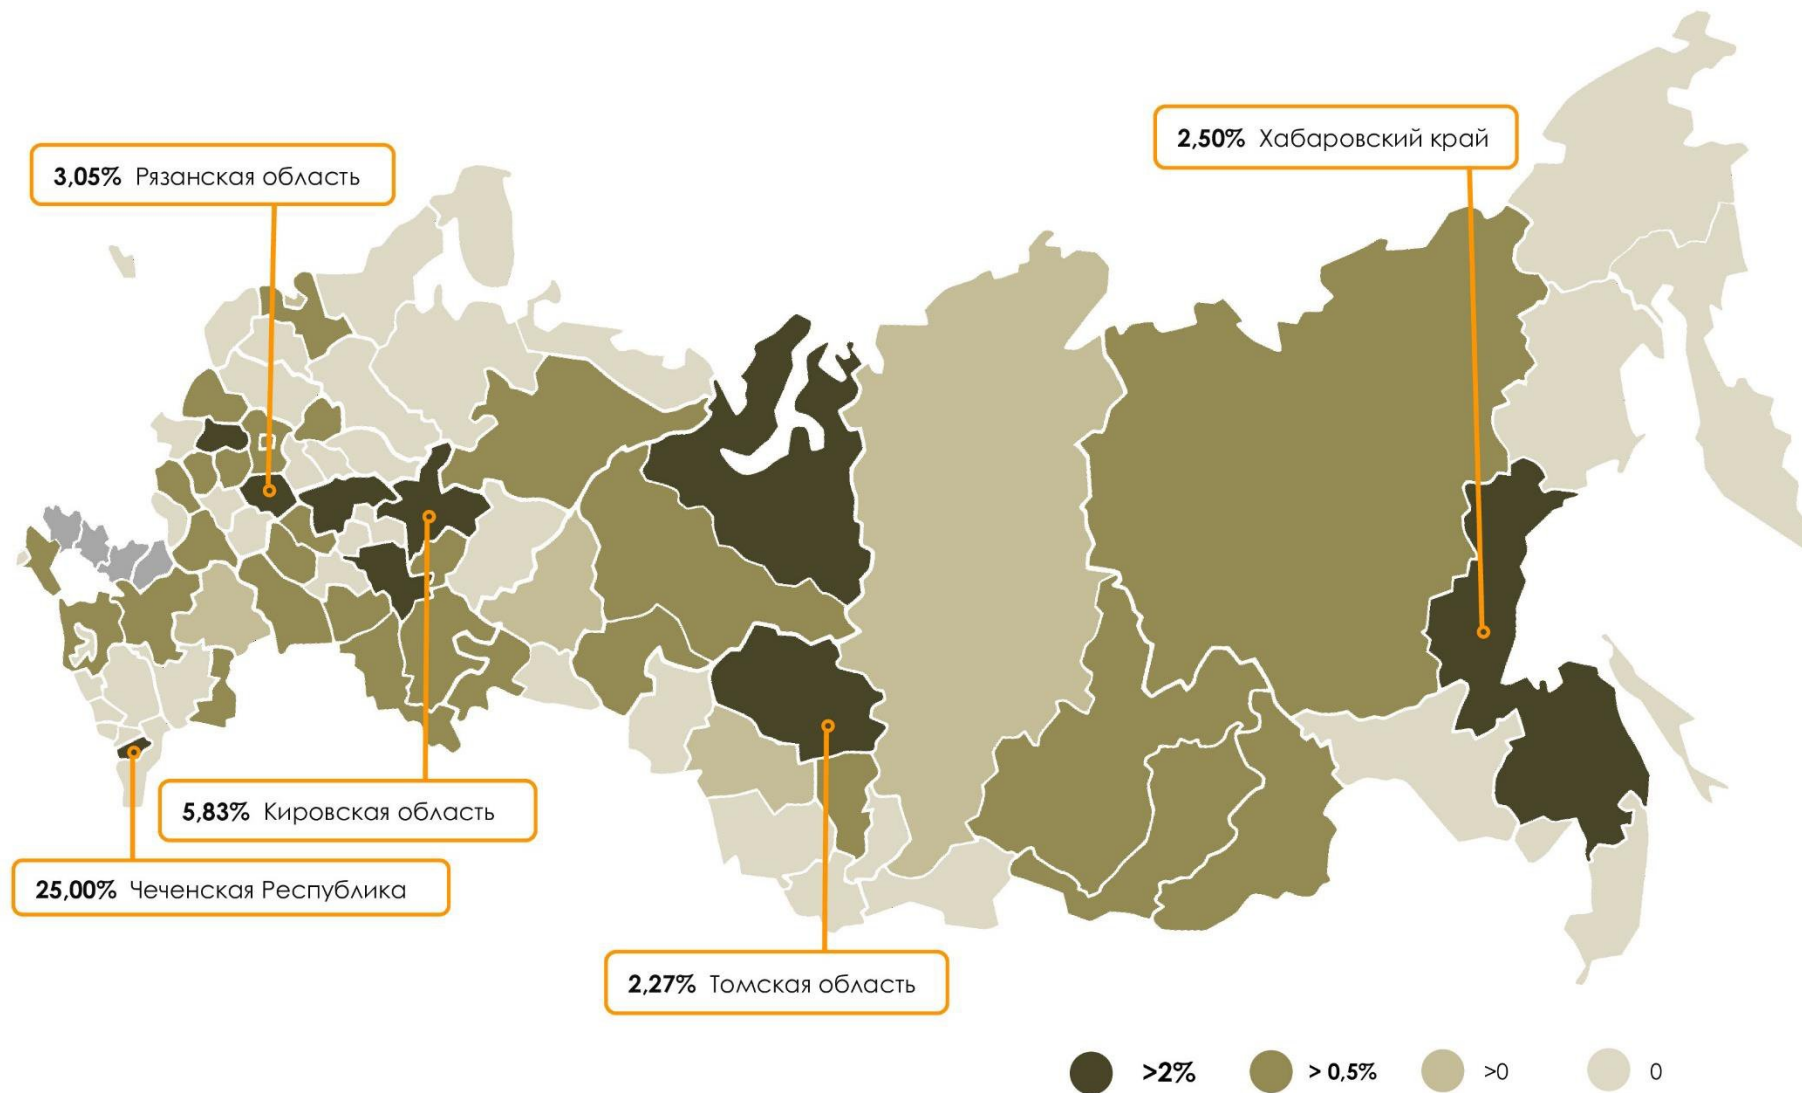 2,50% Хабаровский край
3,05% Рязанская область
5,83% Кировская область
25,00% Чеченская Республика
2,27% Томская область
>2%
> 0,5%
>0
0